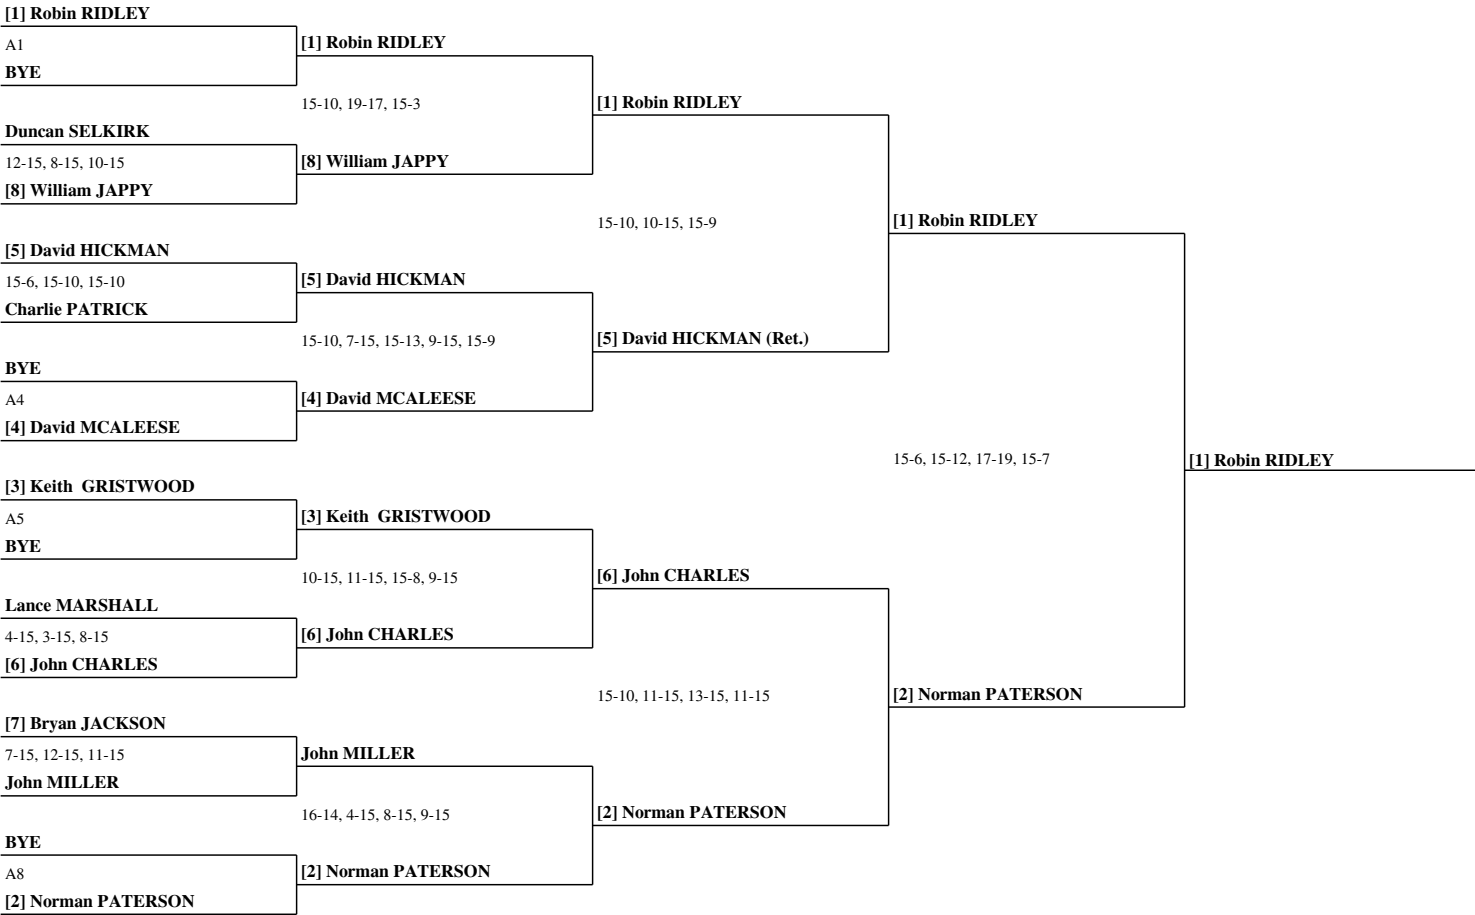 [1] Robin RIDLEY
A1
BYE
Duncan SELKIRK
12-15, 8-15, 10-15
[8] William JAPPY
[5] David HICKMAN
15-6, 15-10, 15-10
Charlie PATRICK
BYE
A4
[4] David MCALEESE
[3] Keith  GRISTWOOD
A5
BYE
Lance MARSHALL
4-15, 3-15, 8-15
[6] John CHARLES
[7] Bryan JACKSON
7-15, 12-15, 11-15
John MILLER
BYE
A8
[2] Norman PATERSON
[1] Robin RIDLEY
15-10, 19-17, 15-3
[8] William JAPPY
[5] David HICKMAN
15-10, 7-15, 15-13, 9-15, 15-9
[4] David MCALEESE
[3] Keith  GRISTWOOD
10-15, 11-15, 15-8, 9-15
[6] John CHARLES
John MILLER
16-14, 4-15, 8-15, 9-15
[2] Norman PATERSON
[1] Robin RIDLEY
15-10, 10-15, 15-9
[5] David HICKMAN (Ret.)
[6] John CHARLES
15-10, 11-15, 13-15, 11-15
[2] Norman PATERSON
[1] Robin RIDLEY
15-6, 15-12, 17-19, 15-7
[2] Norman PATERSON
[1] Robin RIDLEY